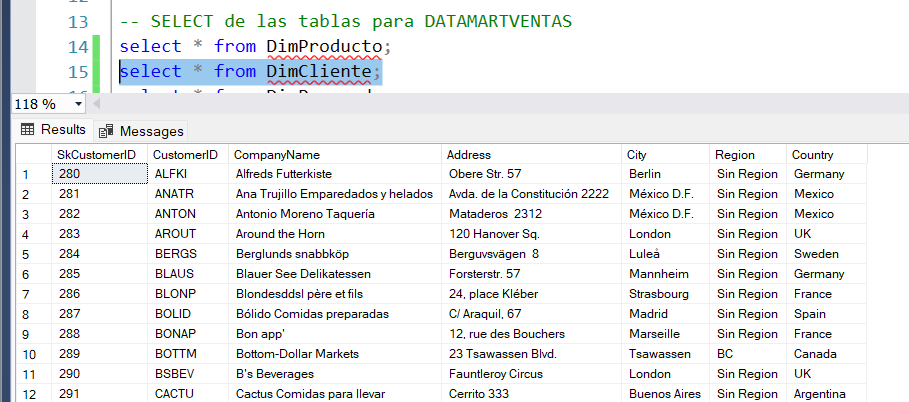 13 -- SELECT de las tablas para DATAMARTVENTAS
14 select * from DimProducto;
15 select * from DimCliente;
118 %
Results Messages
SkCustomerID CustomerID CompanyName Address City Region Country
1 280 ALFKI Alfreds Futterkiste Obere Str. 57 Berlin Sin Region Germany
2 281 ANATR Ana Trujillo Emparedados y helados Avda. de la Constitución 2222 México D.F. Sin Region Mexico
3 282 ANTON Antonio Moreno Taquería Mataderos  2312 México D.F. Sin Region Mexico
4 283 AROUT Around the Horn 120 Hanover Sq. London Sin Region UK
5 284 BERGS Berglunds snabbköp Berguvsvägen  8 Luleå Sin Region Sweden
6 285 BLAUS Blauer See Delikatessen Forsterstr. 57 Mannheim Sin Region Germany
7 286 BLONP Blondesddsl père et fils 24, place Kléber Strasbourg Sin Region France
8 287 BOLID Bólido Comidas preparadas C/ Araquil, 67 Madrid Sin Region Spain
9 288 BONAP Bon app' 12, rue des Bouchers Marseille Sin Region France
10 289 BOTTM Bottom-Dollar Markets 23 Tsawassen Blvd. Tsawassen BC Canada
11 290 BSBEV B's Beverages Fauntleroy Circus London Sin Region UK
12 291 CACTU Cactus Comidas para llevar Cerrito 333 Buenos Aires Sin Region Argentina